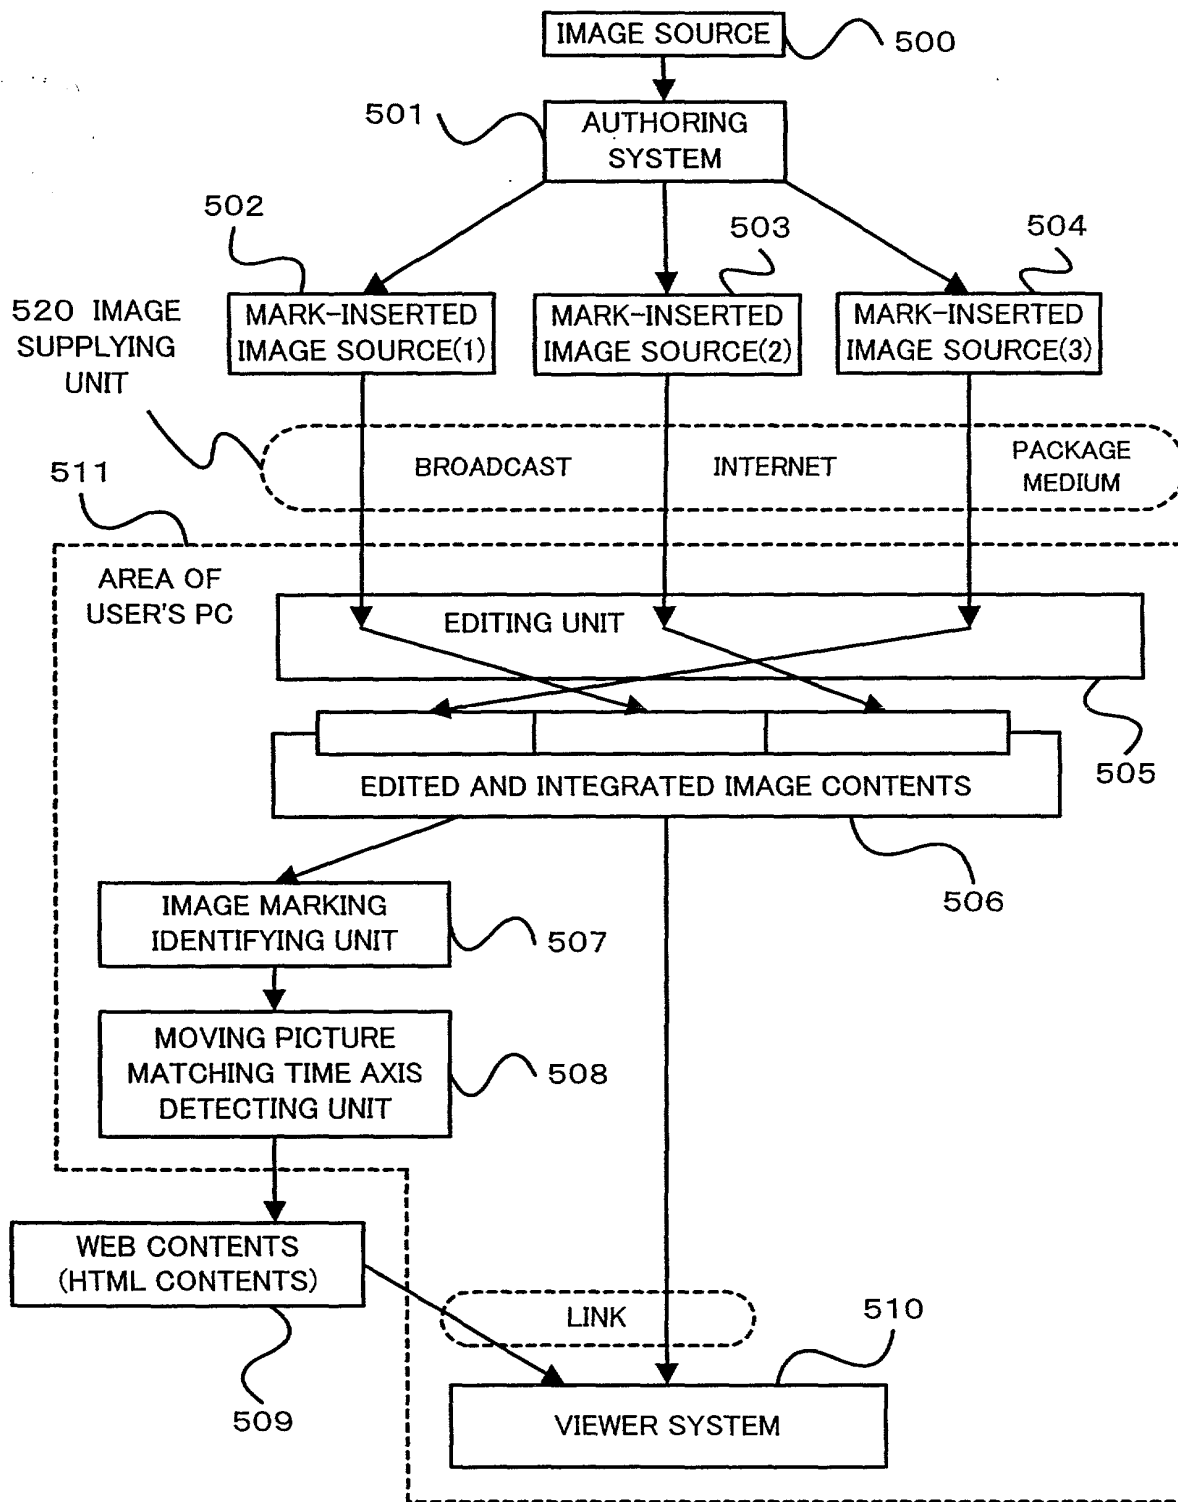 IMAGE SOURCE
500
501
AUTHORING
SYSTEM
502
503
504
520 IMAGE
SUPPLYING
UNIT
MARK-INSERTED
IMAGE SOURCE(1)
MARK-INSERTED
IMAGE SOURCE(2)
MARK-INSERTED
IMAGE SOURCE(3)
BROADCAST
INTERNET
PACKAGE
MEDIUM
511
AREA OF
USER'S PC
EDITING UNIT
505
EDITED AND INTEGRATED IMAGE CONTENTS
506
IMAGE MARKING
IDENTIFYING UNIT
507
MOVING PICTURE
MATCHING TIME AXIS
DETECTING UNIT
508
WEB CONTENTS
(HTML CONTENTS)
509
LINK
510
VIEWER SYSTEM